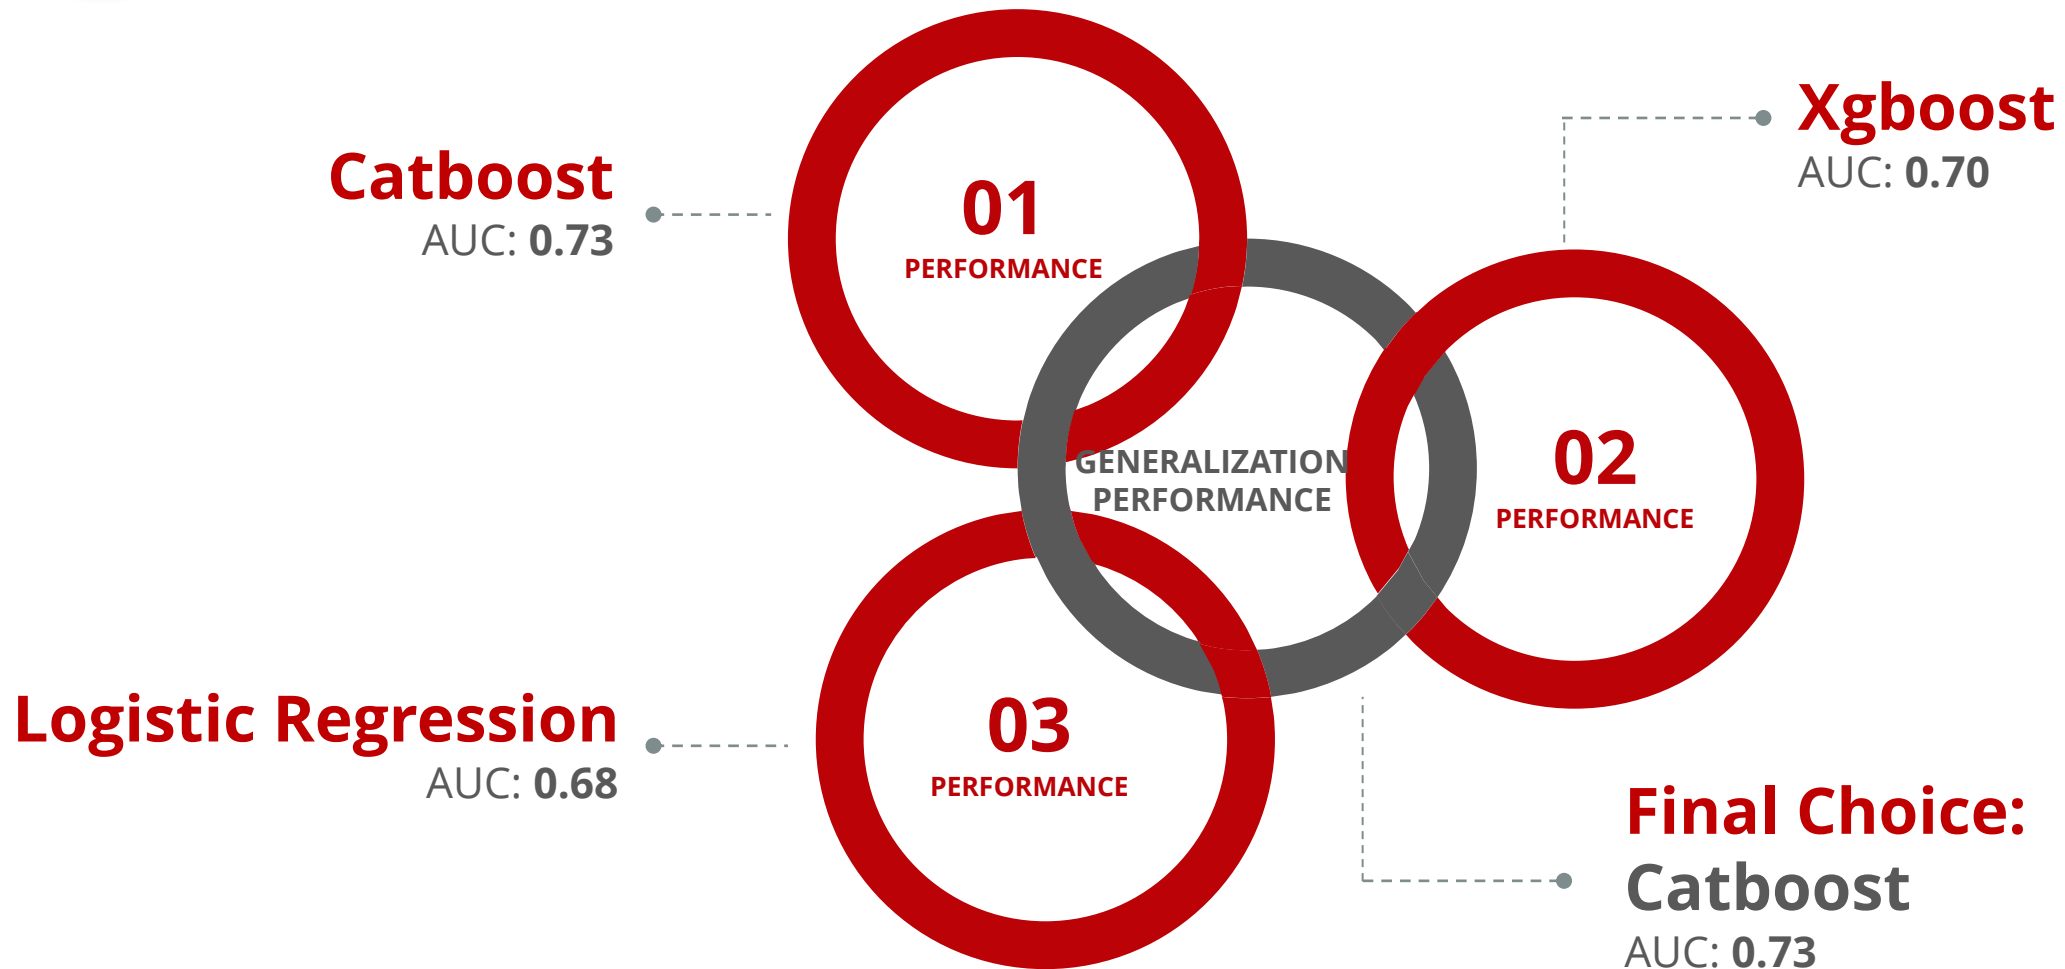 Catboost
AUC: 0.73
01
PERFORMANCE
Xgboost
AUC: 0.70
02
PERFORMANCE
GENERALIZATION
PERFORMANCE
Logistic Regression
AUC: 0.68
03
PERFORMANCE
Final Choice:
Catboost
AUC: 0.73